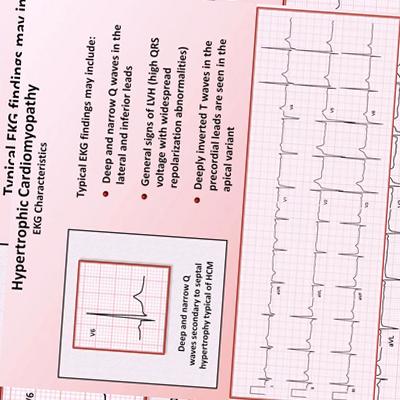 Typical EKG findings may in
Hypertrophic Cardiomyopathy
EKG Characteristics
Typical EKG findings may include:
Deep and narrow Q waves in the
lateral and inferior leads
General signs of LVH (high QRS
voltage with widespread
repolarization abnormalities)
Deeply inverted T waves in the
precordial leads are seen in the
apical variant
V6
Deep and narrow Q
waves secondary to septal
hypertrophy typical of HCM
I
aVR
V1
V4
II
aVL
V2
V5
III
aVF
V3
V6
V6
aVL